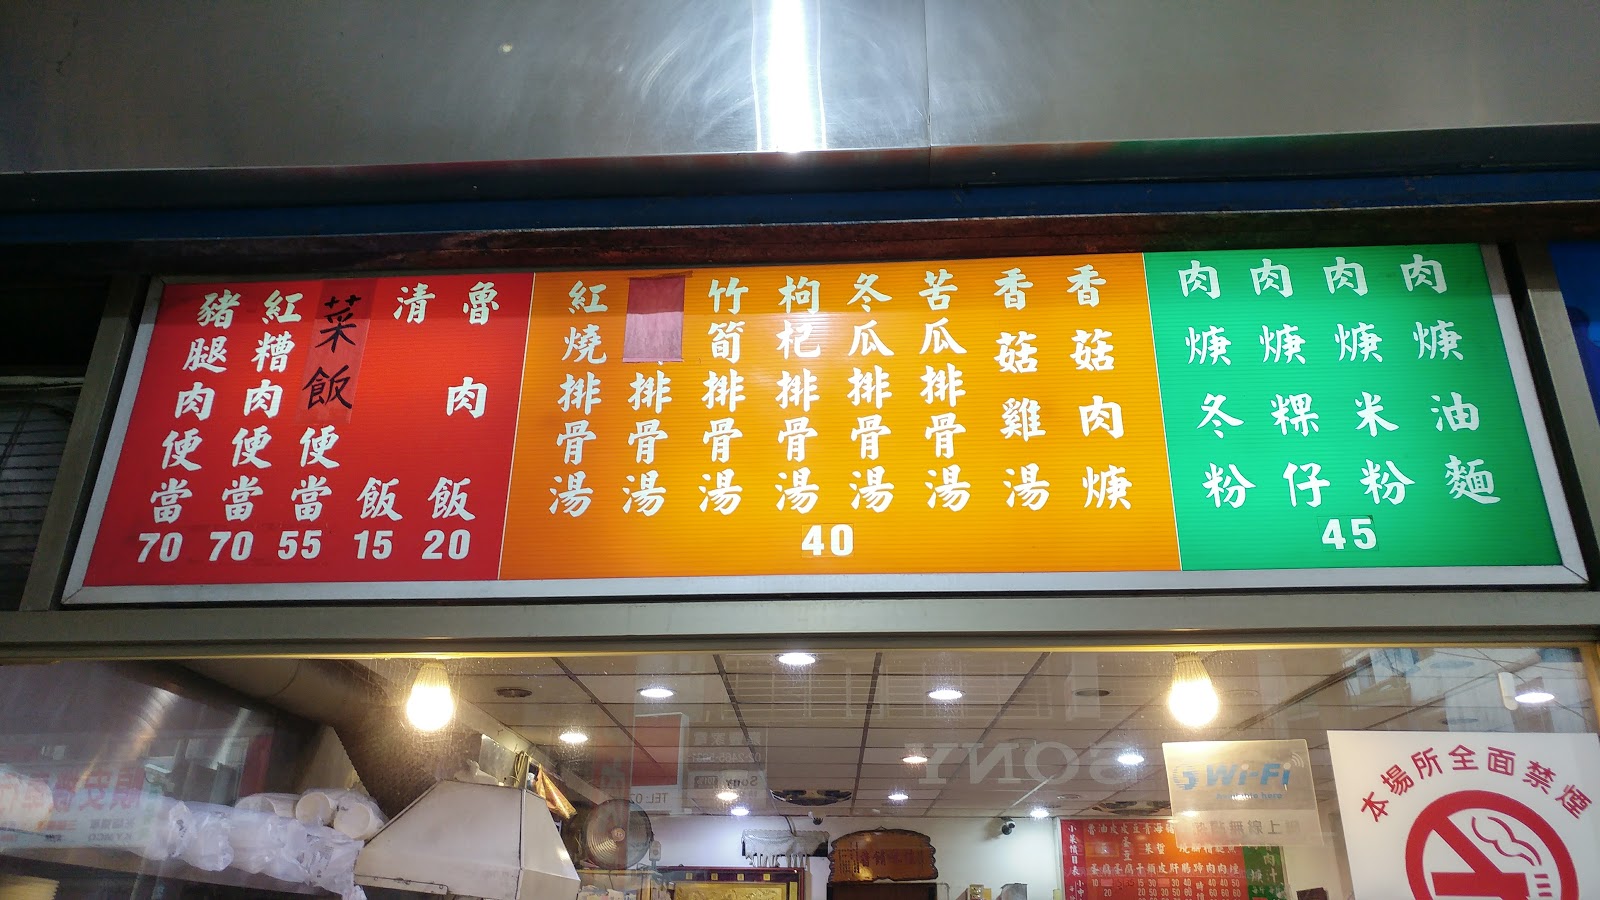 魯肉飯 20
清飯 15
菜飯便當 55
紅糟肉便當 70
豬腿肉便當 70
香菇肉焿
香菇雞湯
苦瓜排骨湯
冬瓜排骨湯
枸杞排骨湯
竹筍排骨湯
排骨湯
紅燒排骨湯
40
肉焿油麵
肉焿米粉
肉焿粿仔
肉焿冬粉
45
SONY
Wi-Fi
本場所全面禁煙